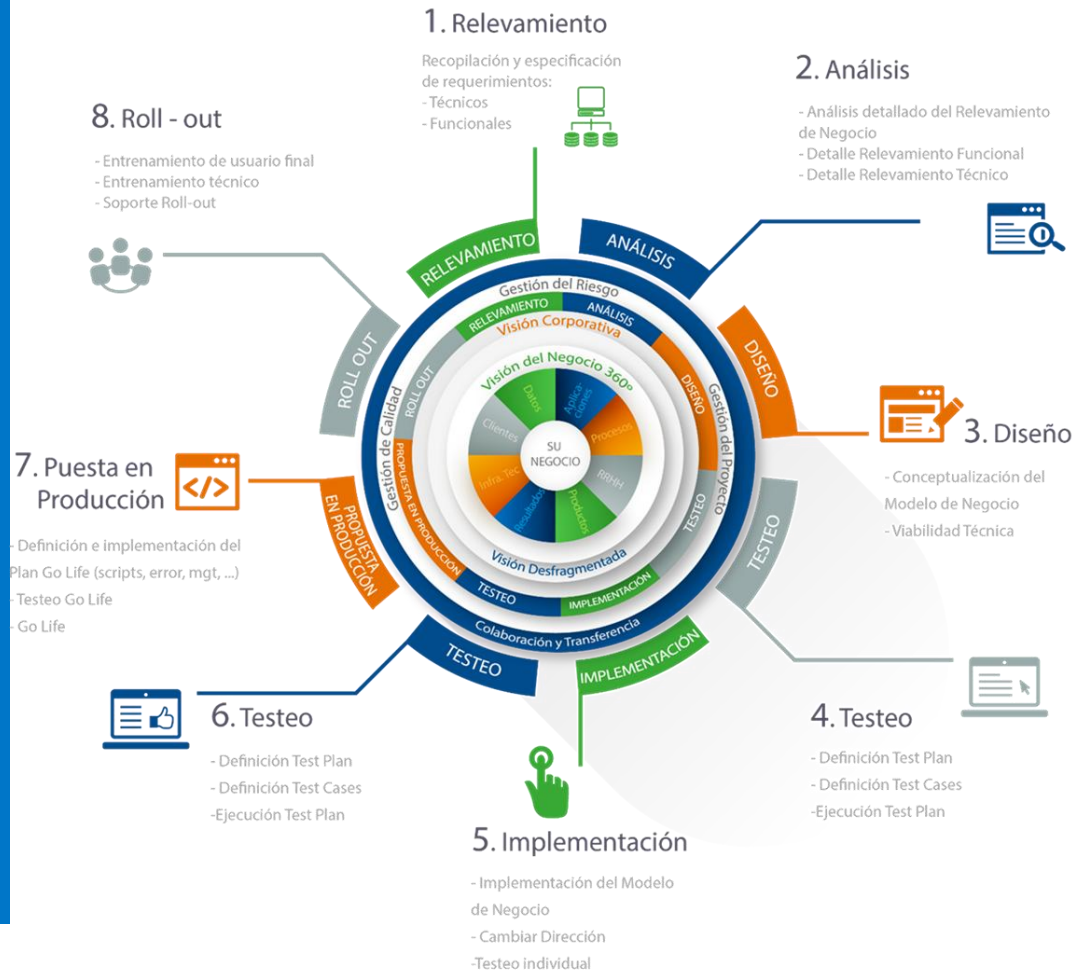 1. Relevamiento
Recopilación y especificación
de requerimientos:
- Técnicos
- Funcionales
2. Análisis
- Análisis detallado del Relevamiento
de Negocio
- Detalle Relevamiento Funcional
- Detalle Relevamiento Técnico
8. Roll - out
- Entrenamiento de usuario final
- Entrenamiento técnico
- Soporte Roll-out
RELEVAMIENTO
ANÁLISIS
DISEÑO
TESTEO
IMPLEMENTACIÓN
TESTEO
PROPUESTA
EN PRODUCCIÓN
ROLL OUT
Gestión del Riesgo
Gestión del Proyecto
Colaboración y Transferencia
Gestión de Calidad
RELEVAMIENTO
ANÁLISIS
DISEÑO
TESTEO
IMPLEMENTACIÓN
TESTEO
PROPUESTA EN PRODUCCIÓN
ROLL OUT
Visión Corporativa
Visión Desfragmentada
Visión del Negocio 360º
Datos
Aplica-
ciones
Procesos
RRHH
Productos
Resultados
Infra. Tec
Clientes
SU
NEGOCIO
3. Diseño
- Conceptualización del
Modelo de Negocio
- Viabilidad Técnica
7. Puesta en
Producción
</>
- Definición e implementación del
Plan Go Life (scripts, error, mgt, ...)
- Testeo Go Life
- Go Life
6. Testeo
- Definición Test Plan
- Definición Test Cases
-Ejecución Test Plan
4. Testeo
- Definición Test Plan
- Definición Test Cases
-Ejecución Test Plan
5. Implementación
- Implementación del Modelo
de Negocio
- Cambiar Dirección
-Testeo individual